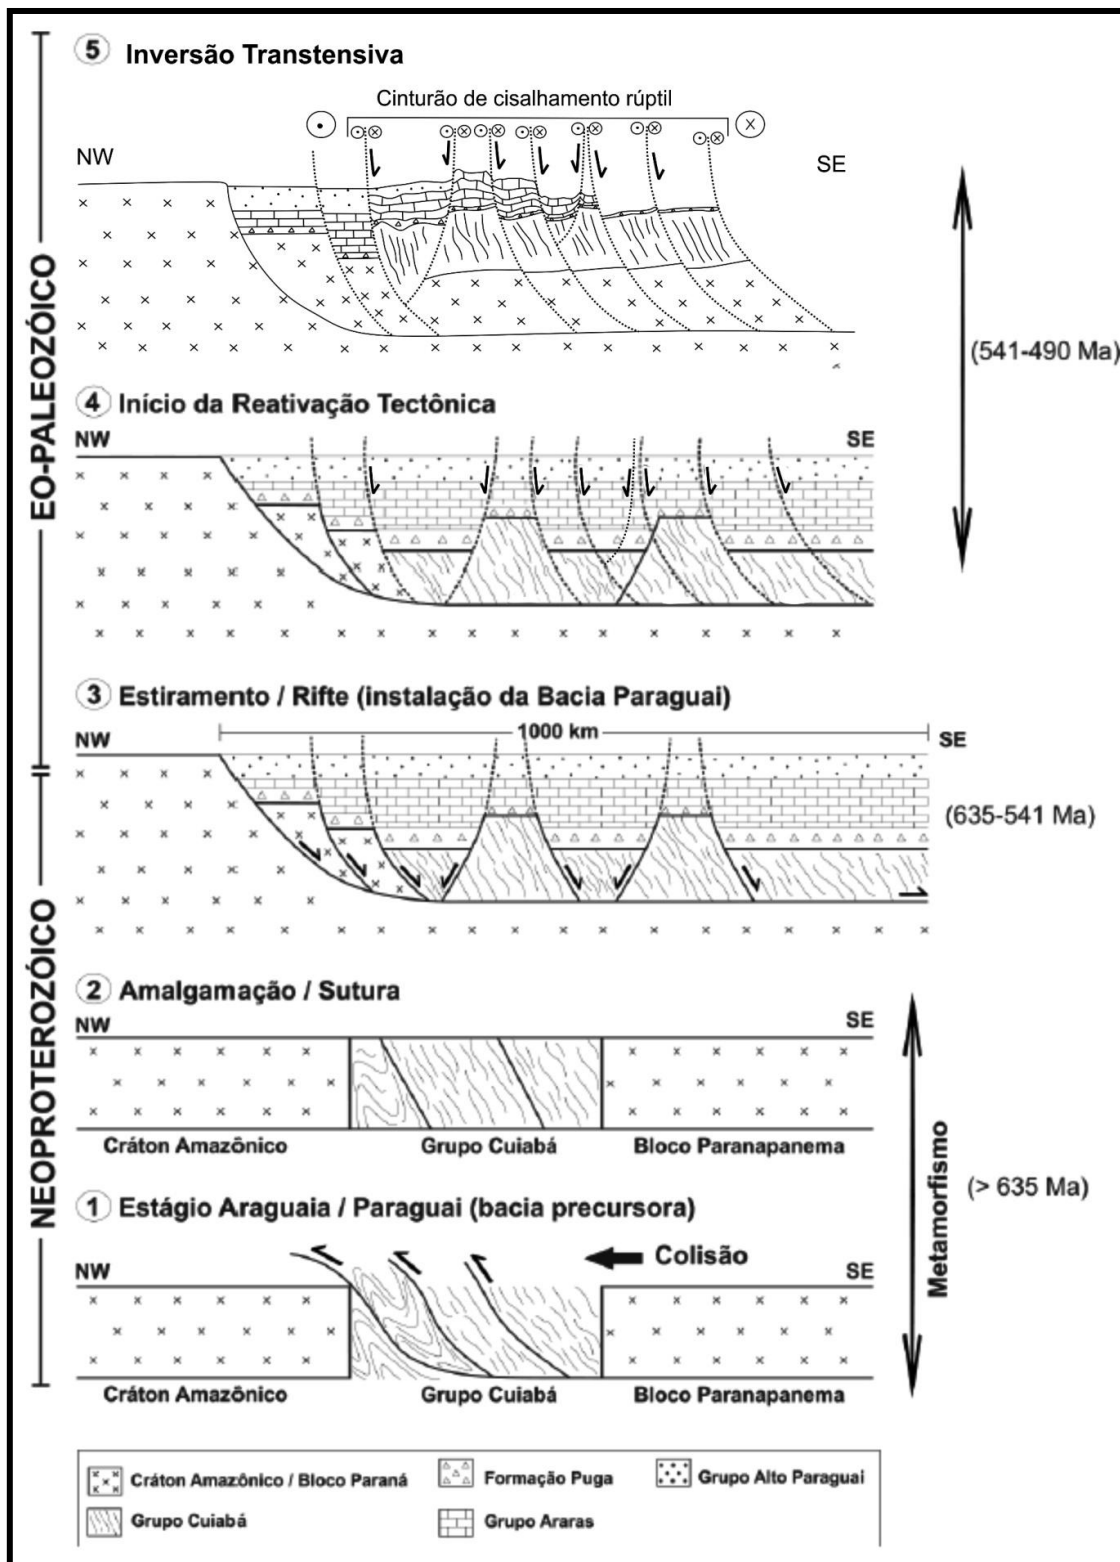 ⑤ Inversão Transtensiva
Cinturão de cisalhamento rúptil
NW
SE
(541-490 Ma)
EO-PALEOZÓICO
④ Início da Reativação Tectônica
NW
SE
③ Estiramento / Rifte (instalação da Bacia Paraguai)
1000 km
NW
SE
(635-541 Ma)
NEOPROTEROZÓICO
② Amalgamação / Sutura
NW
SE
Cráton Amazônico
Grupo Cuiabá
Bloco Paranapanema
Metamorfismo
(> 635 Ma)
① Estágio Araguaia / Paraguai (bacia precursora)
Colisão
NW
SE
Cráton Amazônico
Grupo Cuiabá
Bloco Paranapanema
Cráton Amazônico / Bloco Paraná
Formação Puga
Grupo Alto Paraguai
Grupo Cuiabá
Grupo Araras